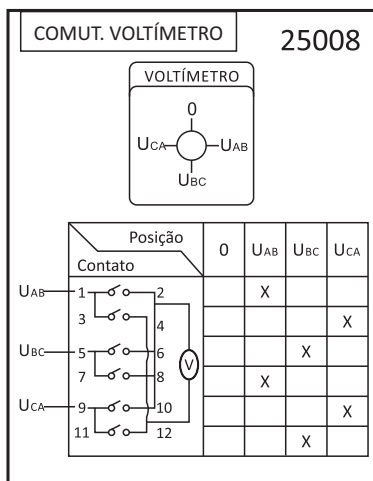 COMUT. VOLTÍMETRO
25008
VOLTÍMETRO
0
UCA UAB
UBC
Posição
Contato
0 UAB UBC UCA
UAB 1 2 X
3 4 X
UBC 5 6 X
V
7 8 X
UCA 9 10 X
11 12 X